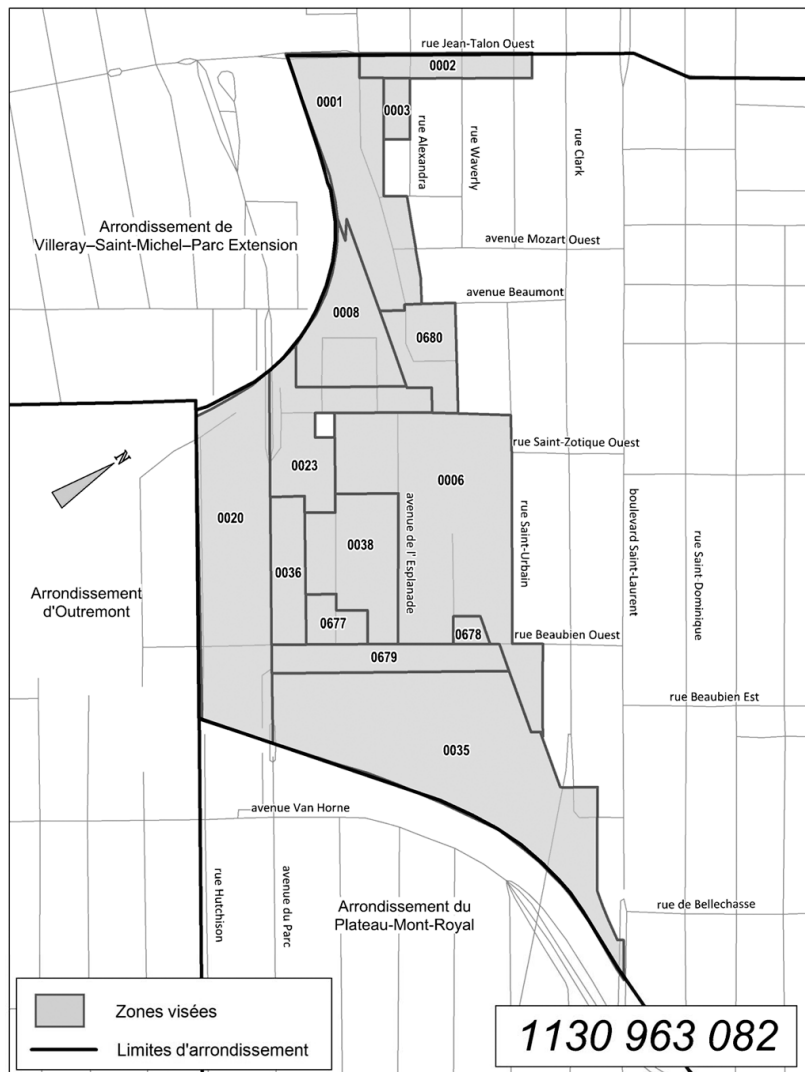 rue Jean-Talon Ouest
0002
0001
0003
rue Alexandra
rue Waverly
rue Clark
Arrondissement de
Villeray–Saint-Michel–Parc Extension
avenue Mozart Ouest
avenue Beaumont
0008
0680
N
rue Saint-Zotique Ouest
0023
0006
0020
avenue de l' Esplanade
rue Saint-Urbain
boulevard Saint-Laurent
rue Saint-Dominique
0038
0036
Arrondissement
d'Outremont
0677
0678
rue Beaubien Ouest
0679
rue Beaubien Est
0035
avenue Van Horne
rue Hutchison
avenue du Parc
Arrondissement du
Plateau-Mont-Royal
rue de Bellechasse
Zones visées
Limites d'arrondissement
1130 963 082